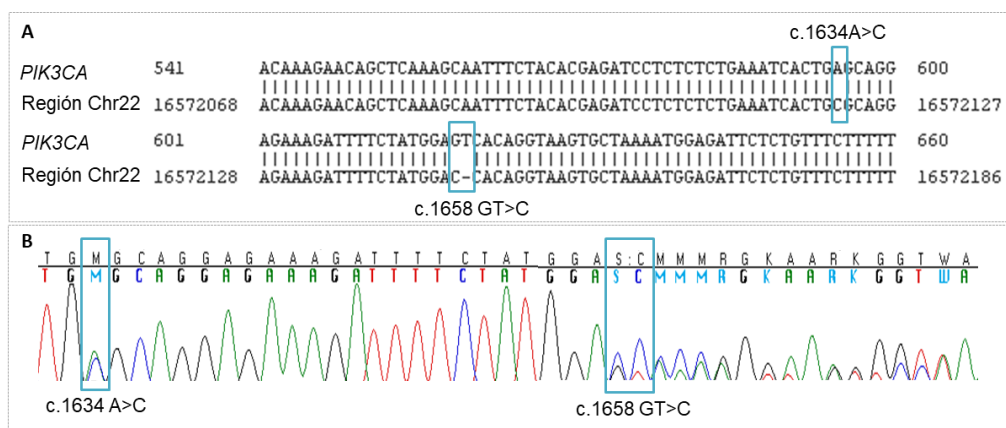 A
c.1634A>C
PIK3CA 541 ACAAAGAACAGCTCAAAGCAATTTCTACACGAGATCCTCTCTCTGAAATCACTGAGCAGG 600
Región Chr22 16572068 ACAAAGAACAGCTCAAAGCAATTTCTACACGAGATCCTCTCTCTGAAATCACTGCGCAGG 16572127
PIK3CA 601 AGAAAGATTTTCTATGGAGTCACAGGTAAGTGCTAAAATGGAGATTCTCTGTTTCTTTTT 660
Región Chr22 16572128 AGAAAGATTTTCTATGGAC-CACAGGTAAGTGCTAAAATGGAGATTCTCTGTTTCTTTTT 16572186
c.1658 GT>C
B
T G M G C A G G A G A A A G A T T T T C T A T G G A S : C M M M R G K A A R K G G T W A
T G M G C A G G A G A A A G A T T T T C T A T G G A S C M M M R G K A A R K G G T W A
c.1634 A>C
c.1658 GT>C